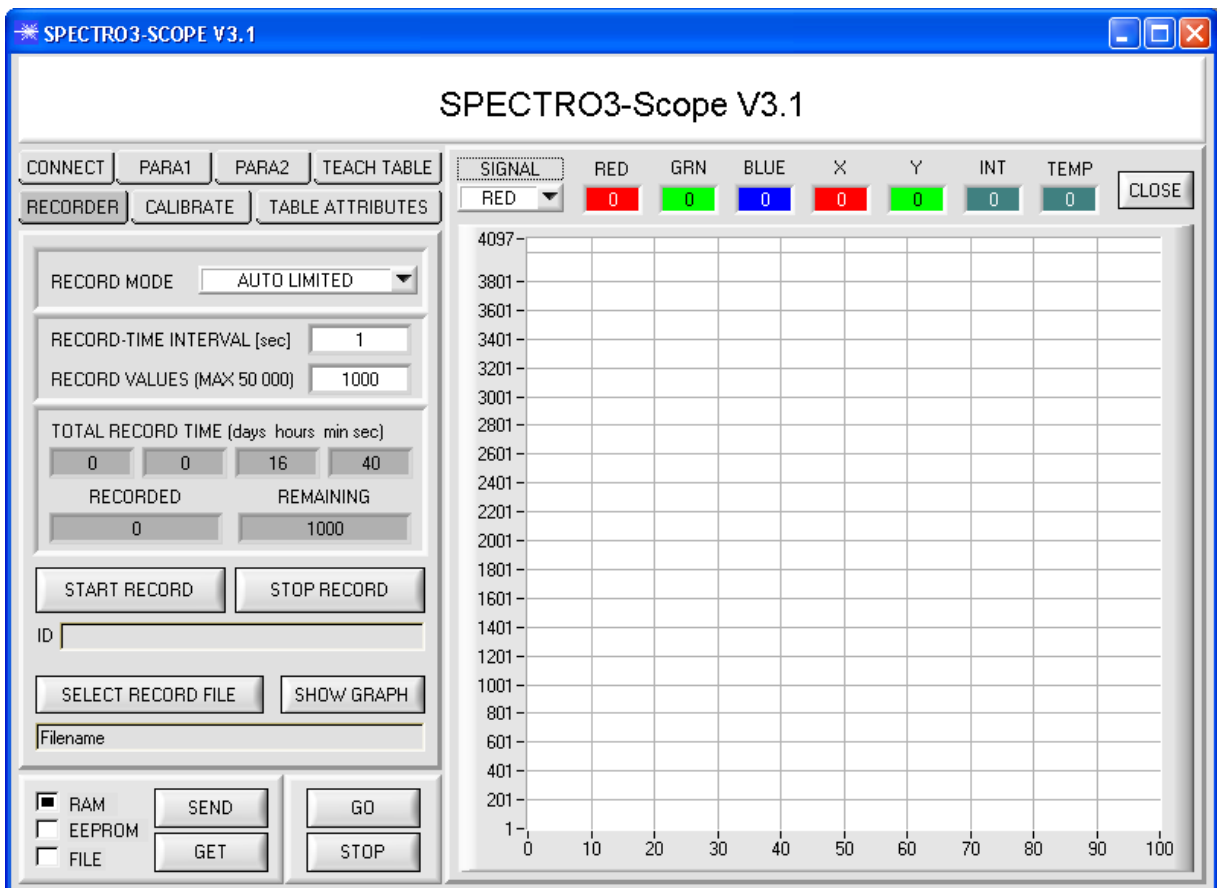 SPECTRO3-SCOPE V3.1
SPECTRO3-Scope V3.1
CONNECT PARA1 PARA2 TEACH TABLE
RECORDER CALIBRATE TABLE ATTRIBUTES
RECORD MODE AUTO LIMITED
RECORD-TIME INTERVAL [sec] 1
RECORD VALUES (MAX 50 000) 1000
TOTAL RECORD TIME (days hours min sec)
0 0 16 40
RECORDED REMAINING
0 1000
START RECORD STOP RECORD
ID
SELECT RECORD FILE SHOW GRAPH
Filename
RAM SEND GO
EEPROM
FILE GET STOP
SIGNAL RED GRN BLUE X Y INT TEMP CLOSE
RED 0 0 0 0 0 0 0
4097
3801
3601
3401
3201
3001
2801
2601
2401
2201
2001
1801
1601
1401
1201
1001
801
601
401
201
1
0 10 20 30 40 50 60 70 80 90 100